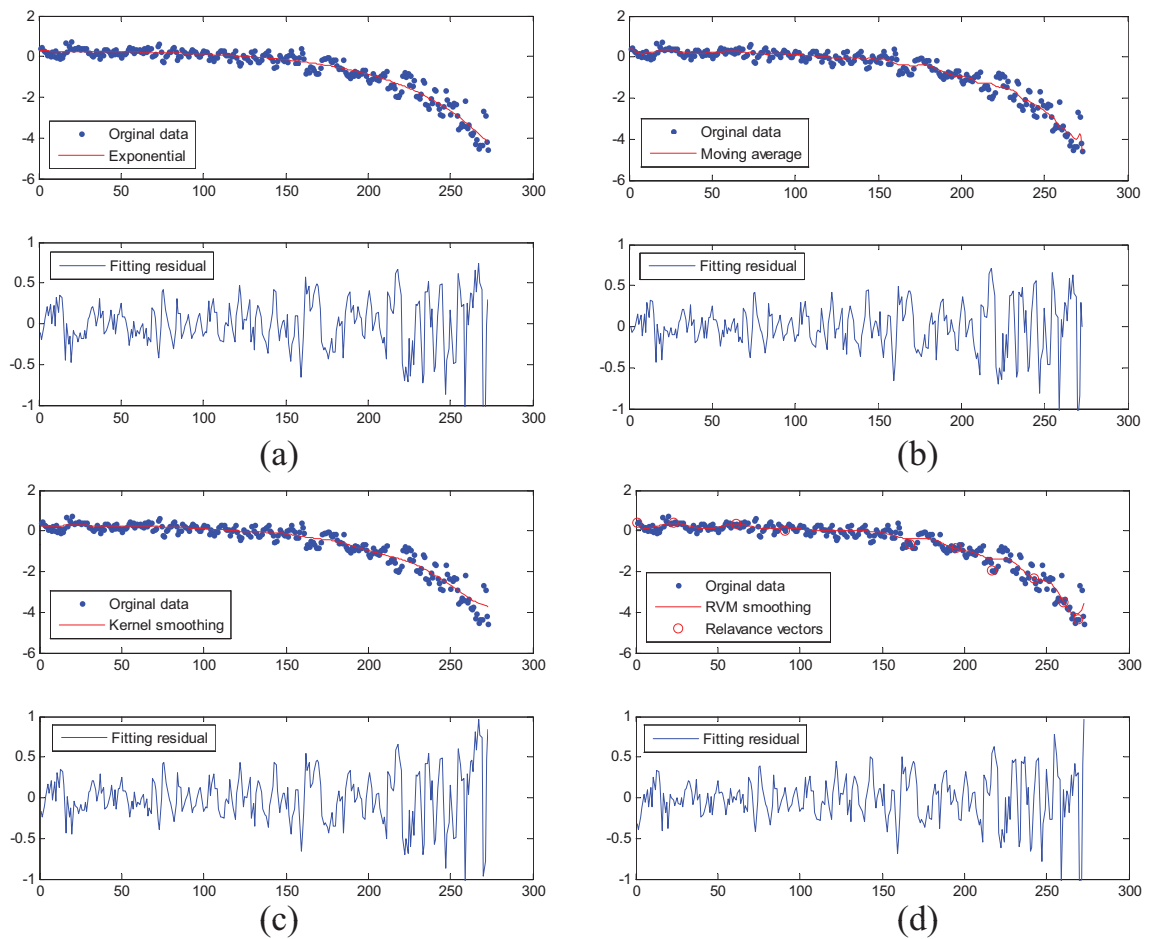 2
0
-2
-4
-6
Orginal data
Exponential
0 50 100 150 200 250 300
1
0.5
0
-0.5
-1
Fitting residual
0 50 100 150 200 250 300
(a)
2
0
-2
-4
-6
Orginal data
Moving average
0 50 100 150 200 250 300
1
0.5
0
-0.5
-1
Fitting residual
0 50 100 150 200 250 300
(b)
2
0
-2
-4
-6
Orginal data
Kernel smoothing
0 50 100 150 200 250 300
1
0.5
0
-0.5
-1
Fitting residual
0 50 100 150 200 250 300
(c)
2
0
-2
-4
-6
Orginal data
RVM smoothing
Relavance vectors
0 50 100 150 200 250 300
1
0.5
0
-0.5
-1
Fitting residual
0 50 100 150 200 250 300
(d)